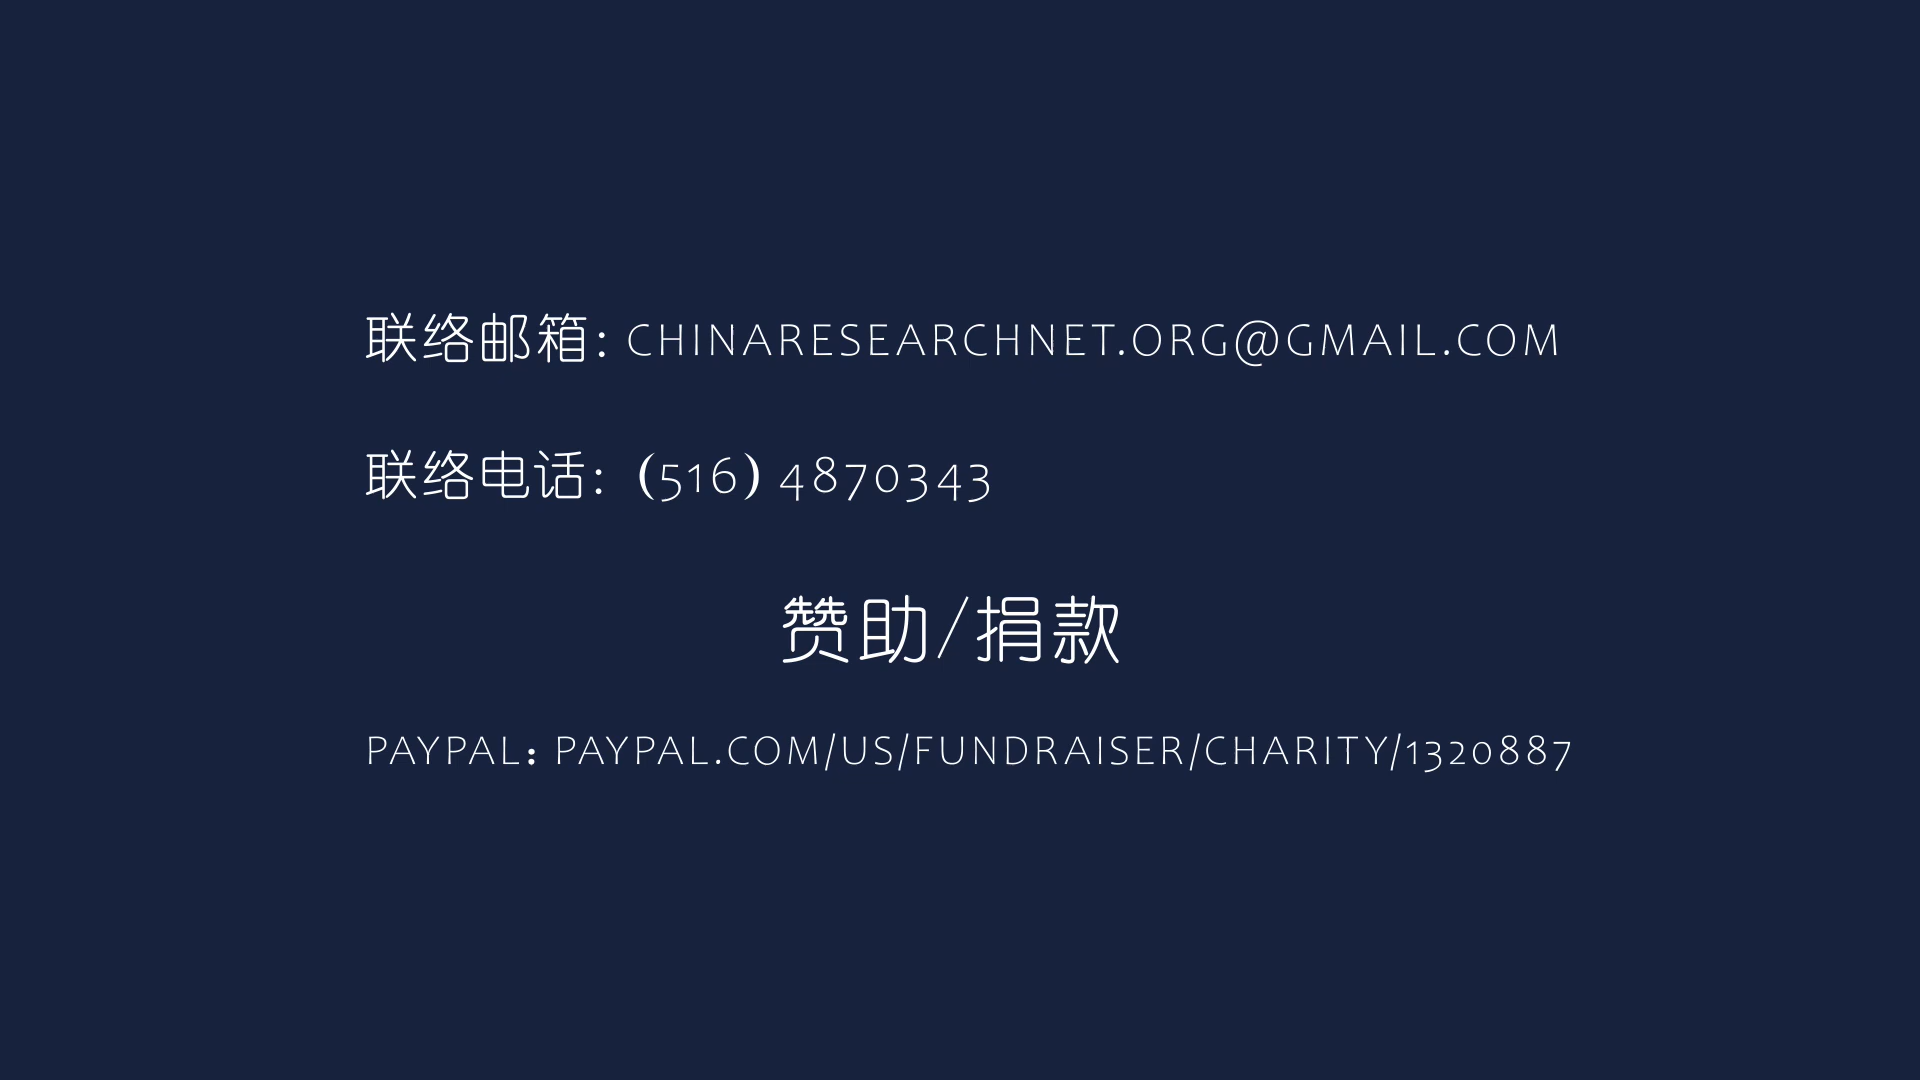 联络邮箱: CHINARESEARCHNET.ORG@GMAIL.COM
联络电话: (516) 4870343
赞助/捐款
PAYPAL: PAYPAL.COM/US/FUNDRAISER/CHARITY/1320887